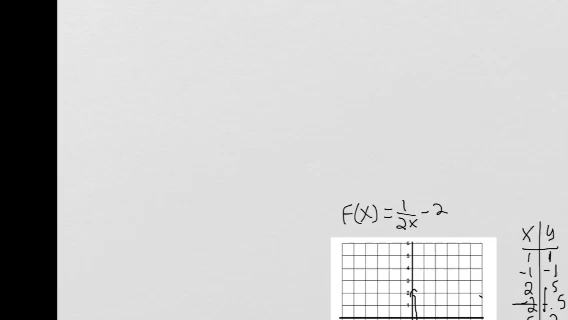 F(X) = 1/2X - 2
X | y
1 | 1
-1 | -1
2 | .5